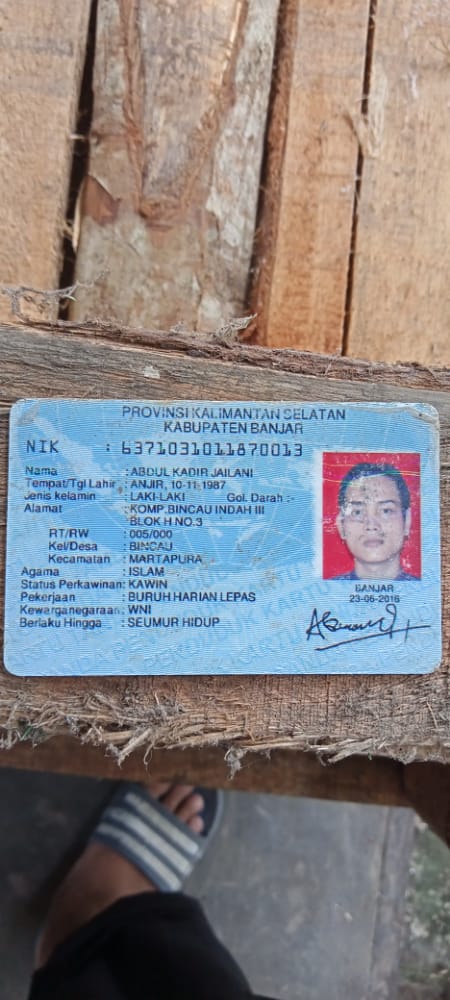 PROVINSI KALIMANTAN SELATAN
KABUPATEN BANJAR
NIK : 6371031011870013
Nama : ABDUL KADIR JAILANI
Tempat/Tgl Lahir : ANJIR, 10-11-1987
Jenis kelamin : LAKI-LAKI Gol. Darah : -
Alamat : KOMP.BINCAU INDAH III
BLOK H NO.3
RT/RW : 005/000
Kel/Desa : BINCAU
Kecamatan : MARTAPURA
Agama : ISLAM
Status Perkawinan: KAWIN
Pekerjaan : BURUH HARIAN LEPAS
Kewarganegaraan: WNI
Berlaku Hingga : SEUMUR HIDUP
BANJAR
23-06-2016